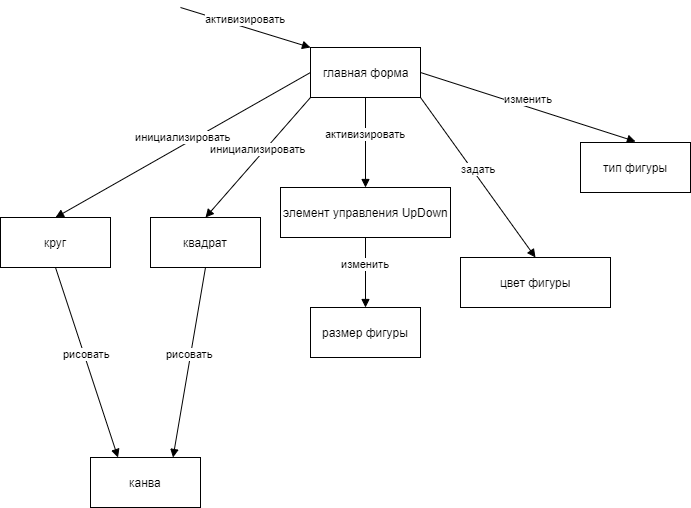 активизировать
главная форма
изменить
инициализировать
активизировать
инициализировать
тип фигуры
задать
элемент управления UpDown
круг
квадрат
изменить
цвет фигуры
размер фигуры
рисовать
рисовать
канва